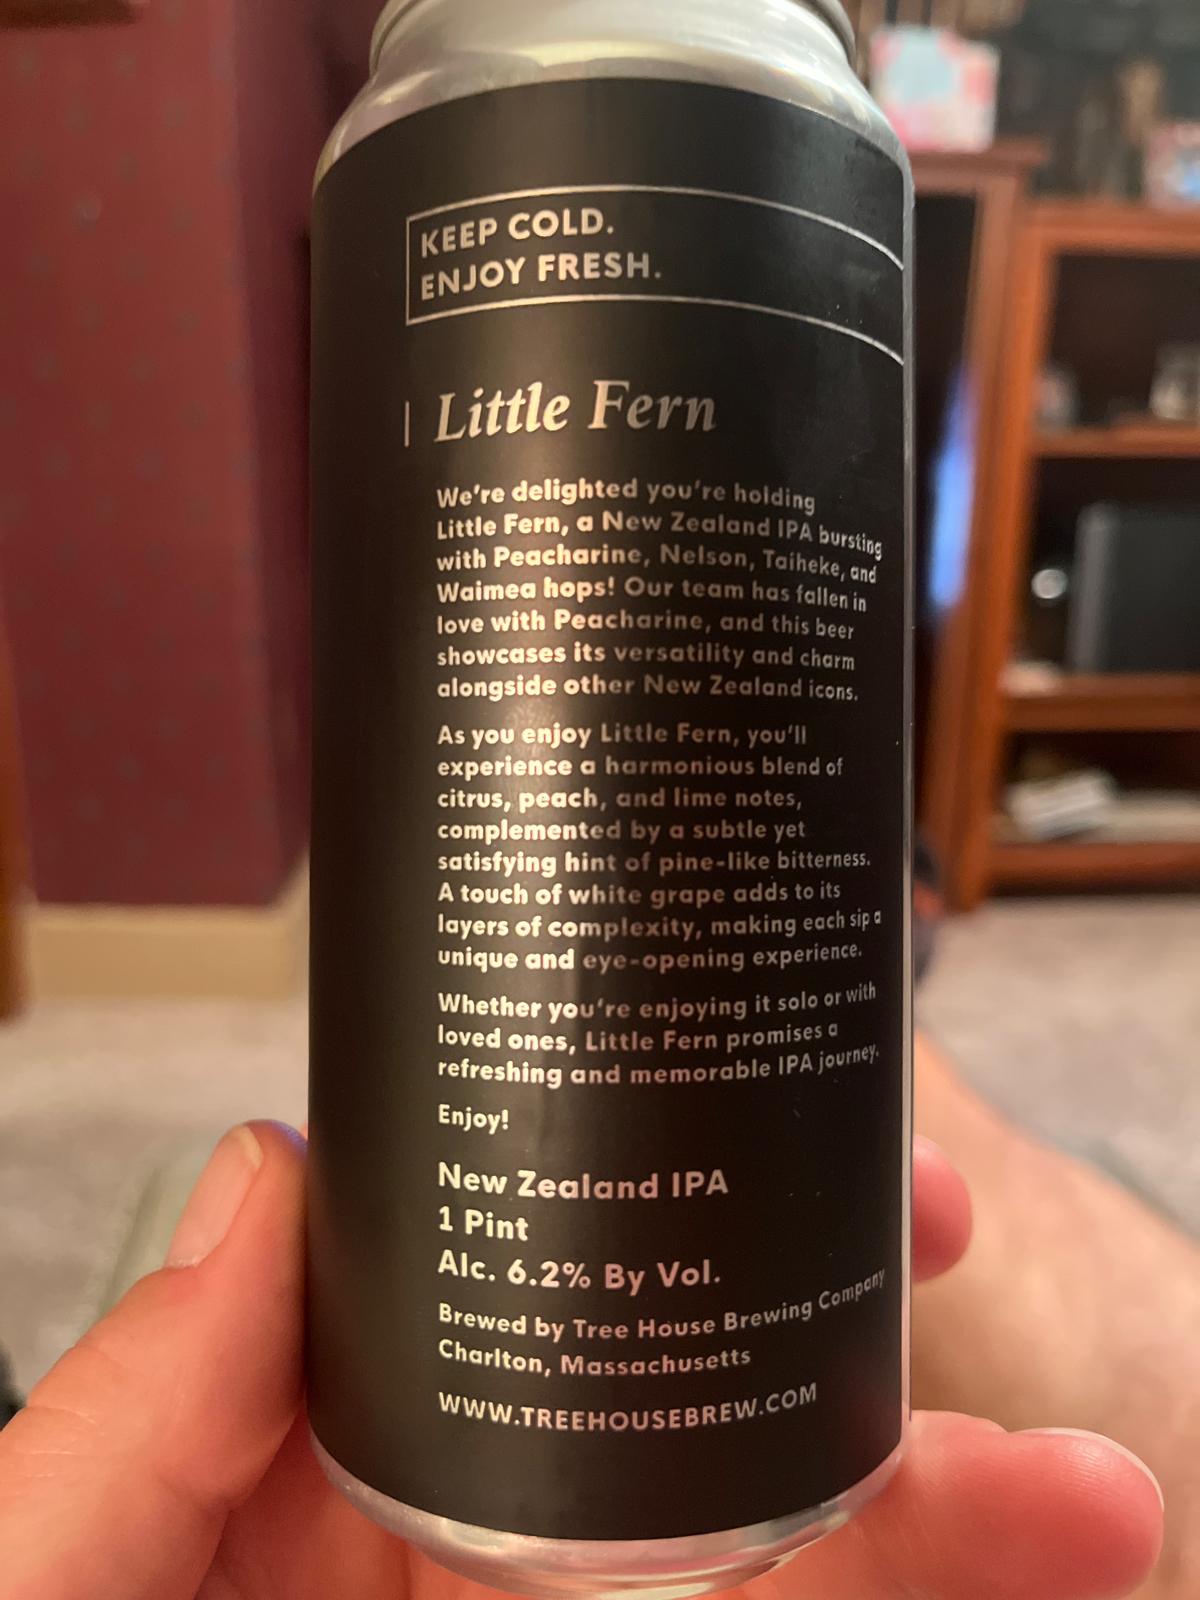 KEEP COLD.
ENJOY FRESH.
Little Fern
We're delighted you're holding
Little Fern, a New Zealand IPA bursting
with Peacharine, Nelson, Taiheke, and
Waimea hops! Our team has fallen in
love with Peacharine, and this beer
showcases its versatility and charm
alongside other New Zealand icons.
As you enjoy Little Fern, you'll
experience a harmonious blend of
citrus, peach, and lime notes,
complemented by a subtle yet
satisfying hint of pine-like bitterness.
A touch of white grape adds to its
layers of complexity, making each sip a
unique and eye-opening experience.
Whether you're enjoying it solo or with
loved ones, Little Fern promises a
refreshing and memorable IPA journey.
Enjoy!
New Zealand IPA
1 Pint
Alc. 6.2% By Vol.
Brewed by Tree House Brewing Company
Charlton, Massachusetts
WWW.TREEHOUSEBREW.COM